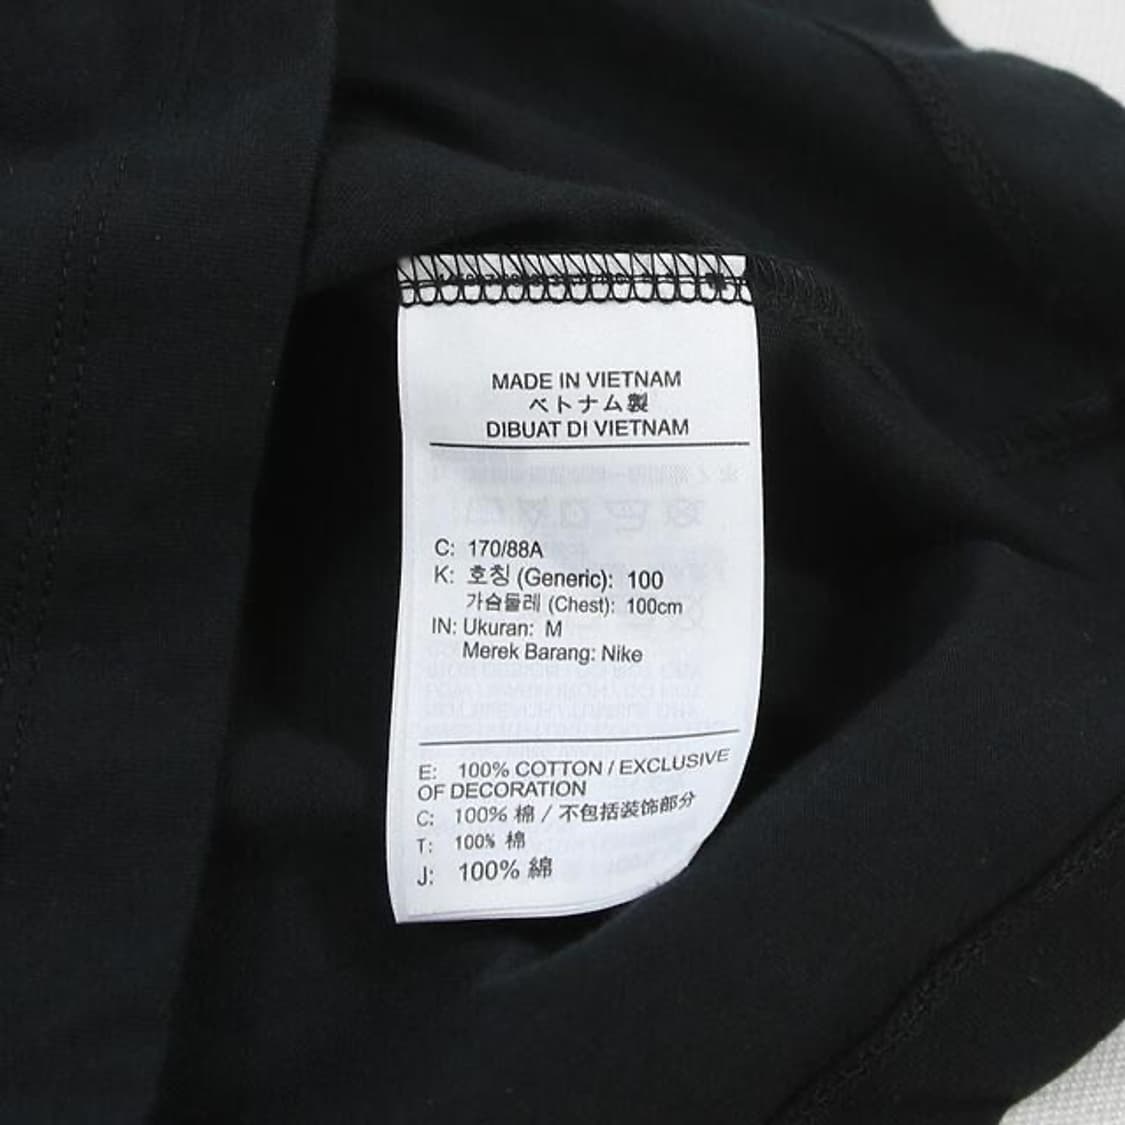 MADE IN VIETNAM
ベトナム製
DIBUAT DI VIETNAM
C: 170/88A
K: 호칭 (Generic): 100
가슴둘레 (Chest): 100cm
IN: Ukuran: M
Merek Barang: Nike
E: 100% COTTON / EXCLUSIVE
OF DECORATION
C: 100% 棉 / 不包括装饰部分
T: 100% 棉
J: 100% 綿